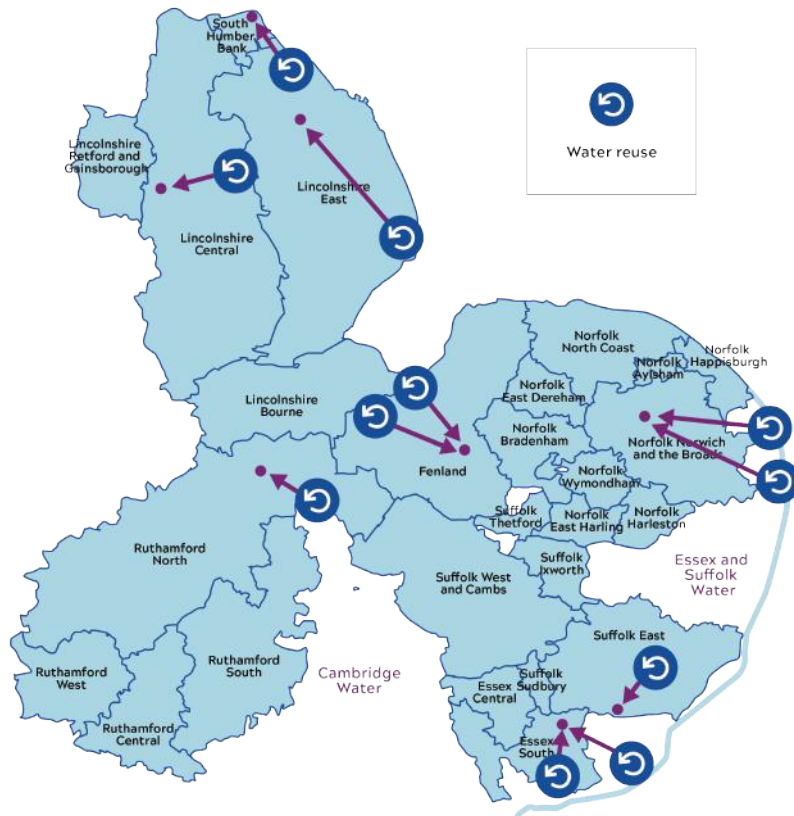 South
Humber
Bank
Water reuse
Lincolnshire
Retford and
Gainsborough
Lincolnshire
East
Lincolnshire
Central
Norfolk
North Coast
Norfolk
Happisburgh
Norfolk
Aylsham
Norfolk
East Dereham
Lincolnshire
Bourne
Norfolk
Bradenham
Norfolk Norwich
and the Broads
Fenland
Norfolk
Wymondham
Suffolk
Thetford
Norfolk
East Harling
Norfolk
Harleston
Ruthamford
North
Suffolk
Ixworth
Essex and
Suffolk
Water
Suffolk West
and Cambs
Suffolk East
Ruthamford
West
Ruthamford
South
Cambridge
Water
Suffolk
Sudbury
Essex
Central
Ruthamford
Central
Essex
South